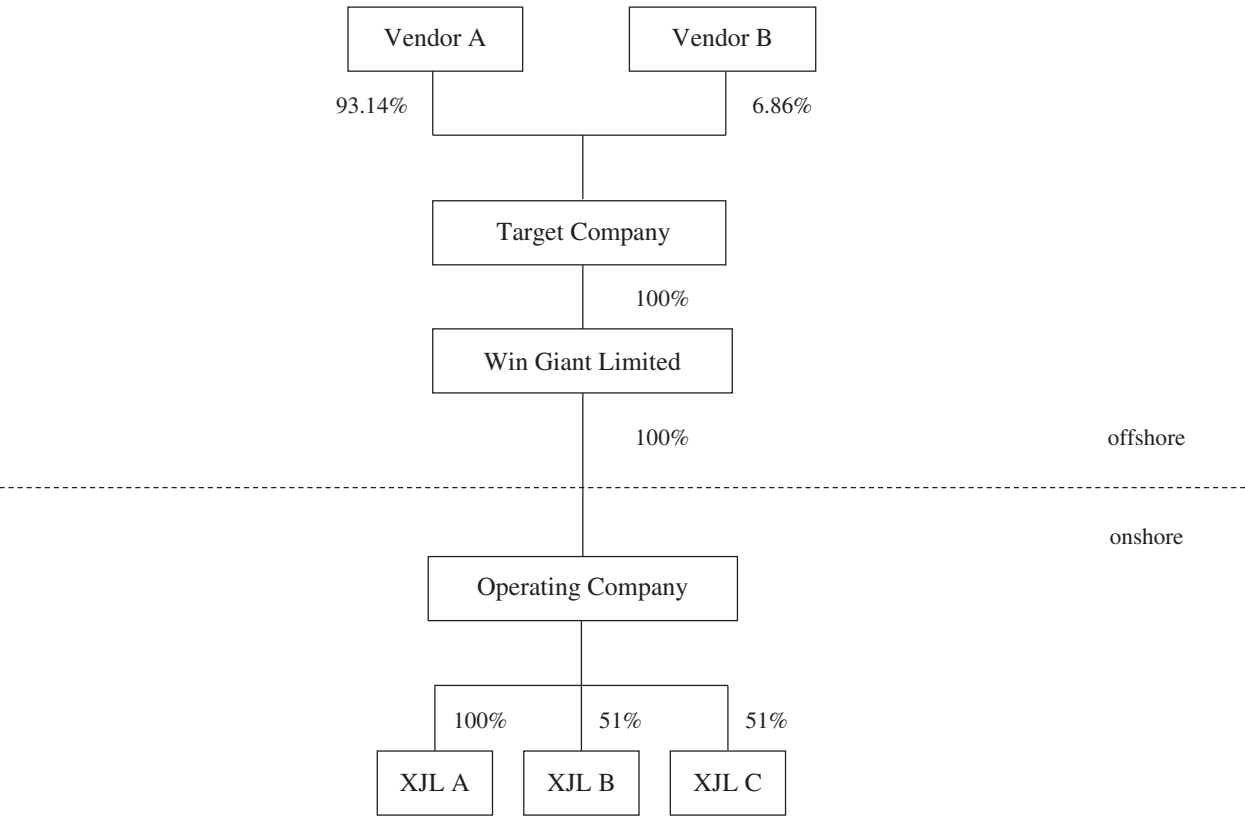 Vendor A
Vendor B
93.14%
6.86%
Target Company
100%
Win Giant Limited
100%
offshore
onshore
Operating Company
100%
51%
51%
XJL A
XJL B
XJL C